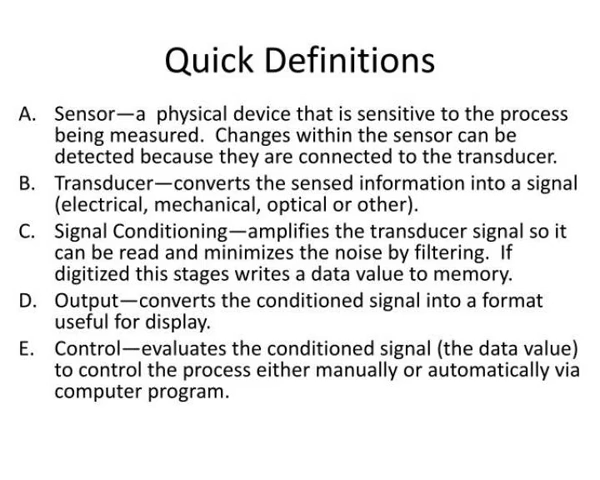 Quick Definitions
A. Sensor—a physical device that is sensitive to the process
being measured. Changes within the sensor can be
detected because they are connected to the transducer.
B. Transducer—converts the sensed information into a signal
(electrical, mechanical, optical or other).
C. Signal Conditioning—amplifies the transducer signal so it
can be read and minimizes the noise by filtering. If
digitized this stages writes a data value to memory.
D. Output—converts the conditioned signal into a format
useful for display.
E. Control—evaluates the conditioned signal (the data value)
to control the process either manually or automatically via
computer program.